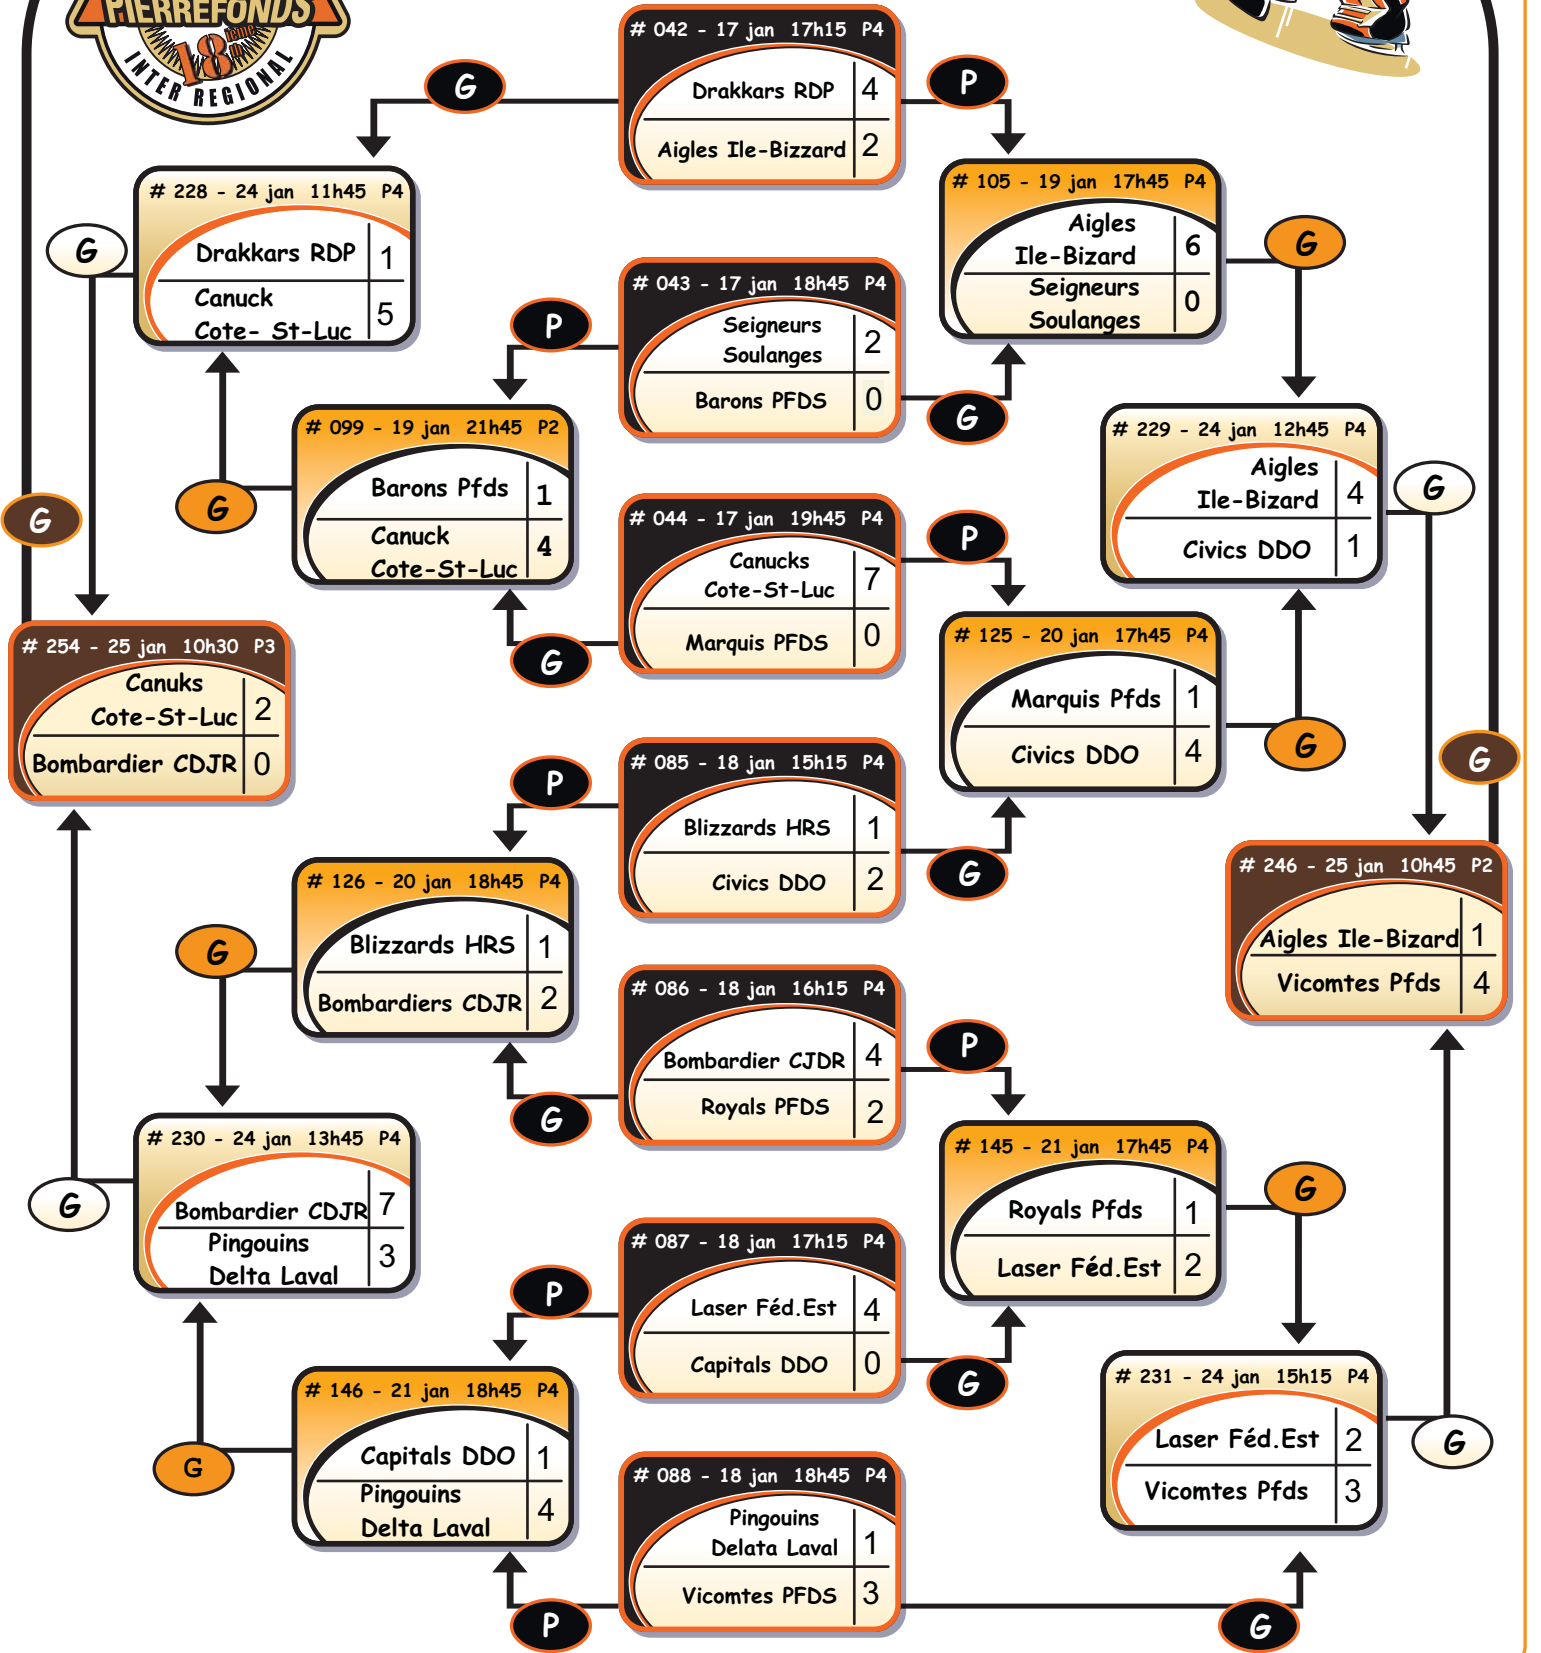 PIERREFONDS
18
ième
th
INTER REGIONAL
# 042 - 17 jan 17h15 P4
Drakkars RDP 4
Aigles Ile-Bizzard 2
G
P
# 228 - 24 jan 11h45 P4
Drakkars RDP 1
Canuck
Cote- St-Luc 5
G
# 105 - 19 jan 17h45 P4
Aigles
Ile-Bizard 6
Seigneurs
Soulanges 0
G
# 043 - 17 jan 18h45 P4
Seigneurs
Soulanges 2
Barons PFDS 0
P
G
# 099 - 19 jan 21h45 P2
Barons Pfds 1
Canuck
Cote-St-Luc 4
G
# 229 - 24 jan 12h45 P4
Aigles
Ile-Bizard 4
Civics DDO 1
G
G
# 044 - 17 jan 19h45 P4
Canucks
Cote-St-Luc 7
Marquis PFDS 0
P
G
# 254 - 25 jan 10h30 P3
Canuks
Cote-St-Luc 2
Bombardier CDJR 0
# 125 - 20 jan 17h45 P4
Marquis Pfds 1
Civics DDO 4
G
G
# 085 - 18 jan 15h15 P4
Blizzards HRS 1
Civics DDO 2
P
G
# 126 - 20 jan 18h45 P4
Blizzards HRS 1
Bombardiers CDJR 2
G
# 246 - 25 jan 10h45 P2
Aigles Ile-Bizard 1
Vicomtes Pfds 4
# 086 - 18 jan 16h15 P4
Bombardier CJDR 4
Royals PFDS 2
P
G
# 230 - 24 jan 13h45 P4
Bombardier CDJR 7
Pingouins
Delta Laval 3
G
# 145 - 21 jan 17h45 P4
Royals Pfds 1
Laser Féd.Est 2
G
# 087 - 18 jan 17h15 P4
Laser Féd.Est 4
Capitals DDO 0
P
G
# 146 - 21 jan 18h45 P4
Capitals DDO 1
Pingouins
Delta Laval 4
G
# 231 - 24 jan 15h15 P4
Laser Féd.Est 2
Vicomtes Pfds 3
G
# 088 - 18 jan 18h45 P4
Pingouins
Delata Laval 1
Vicomtes PFDS 3
P
G